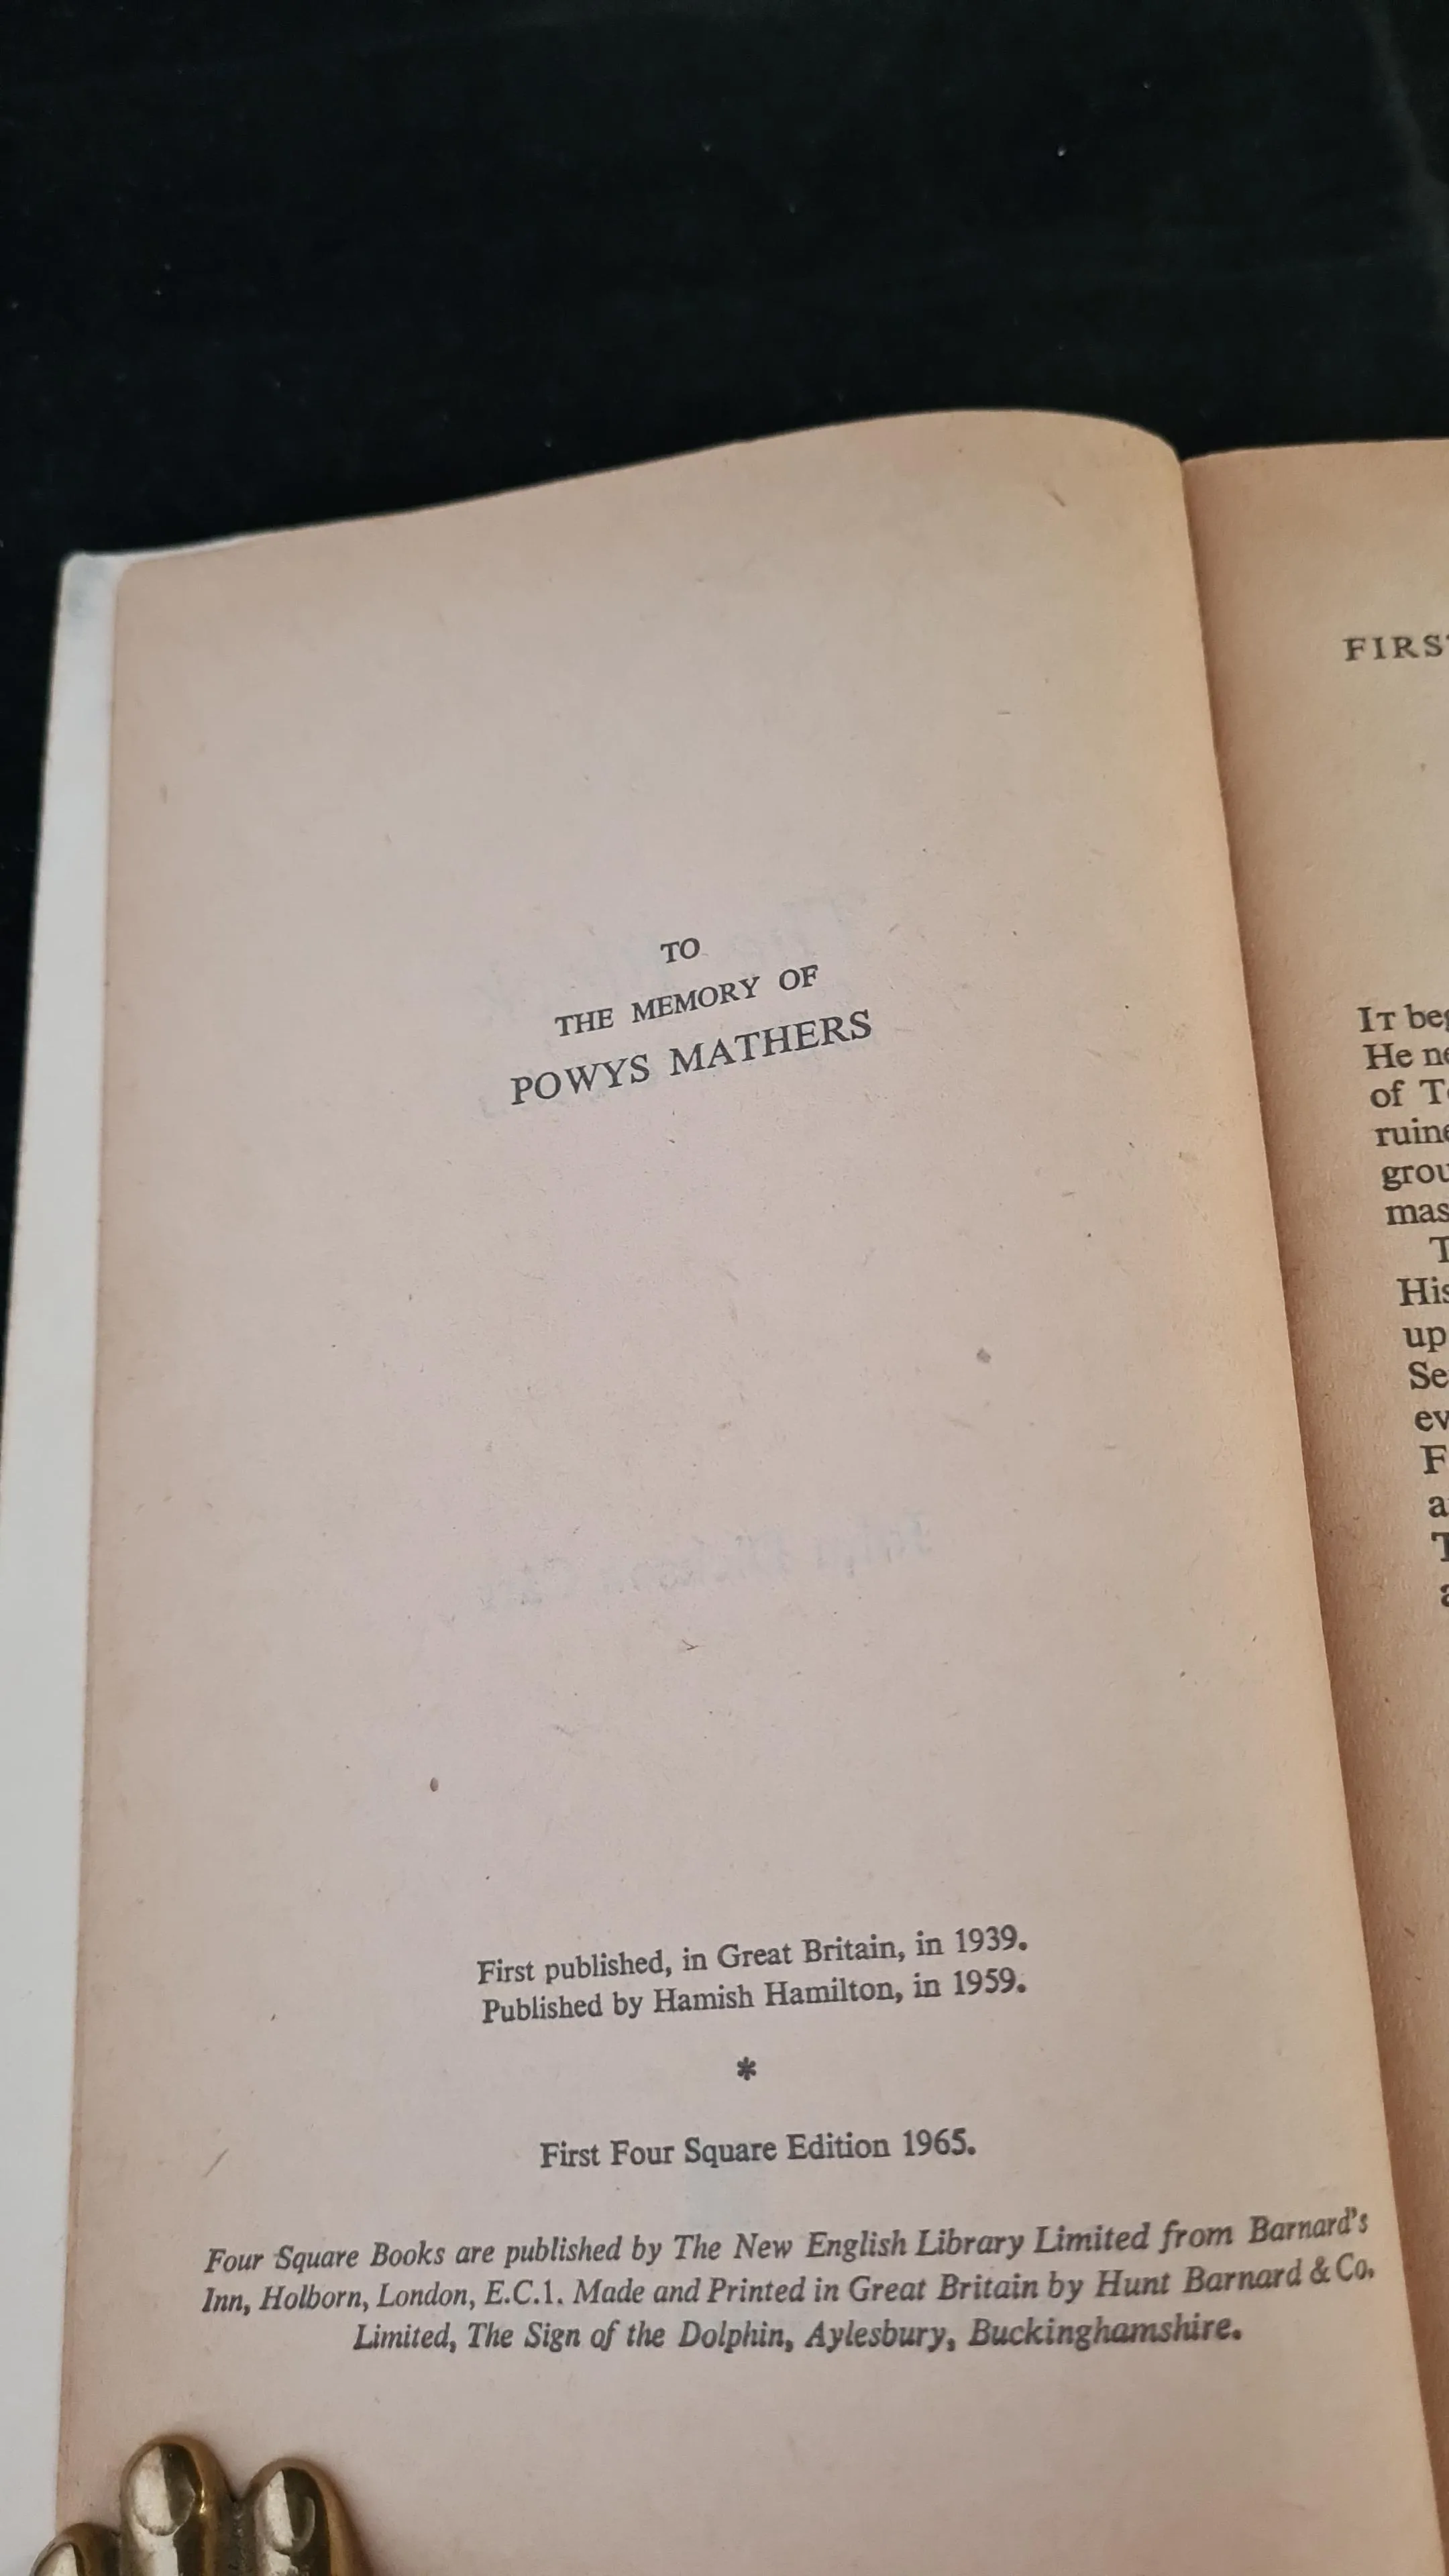 TO
THE MEMORY OF
POWYS MATHERS
First published, in Great Britain, in 1939.
Published by Hamish Hamilton, in 1959.
*
First Four Square Edition 1965.
Four Square Books are published by The New English Library Limited from Barnard's
Inn, Holborn, London, E.C.1. Made and Printed in Great Britain by Hunt Barnard & Co.
Limited, The Sign of the Dolphin, Aylesbury, Buckinghamshire.
IT
He
of
His
up